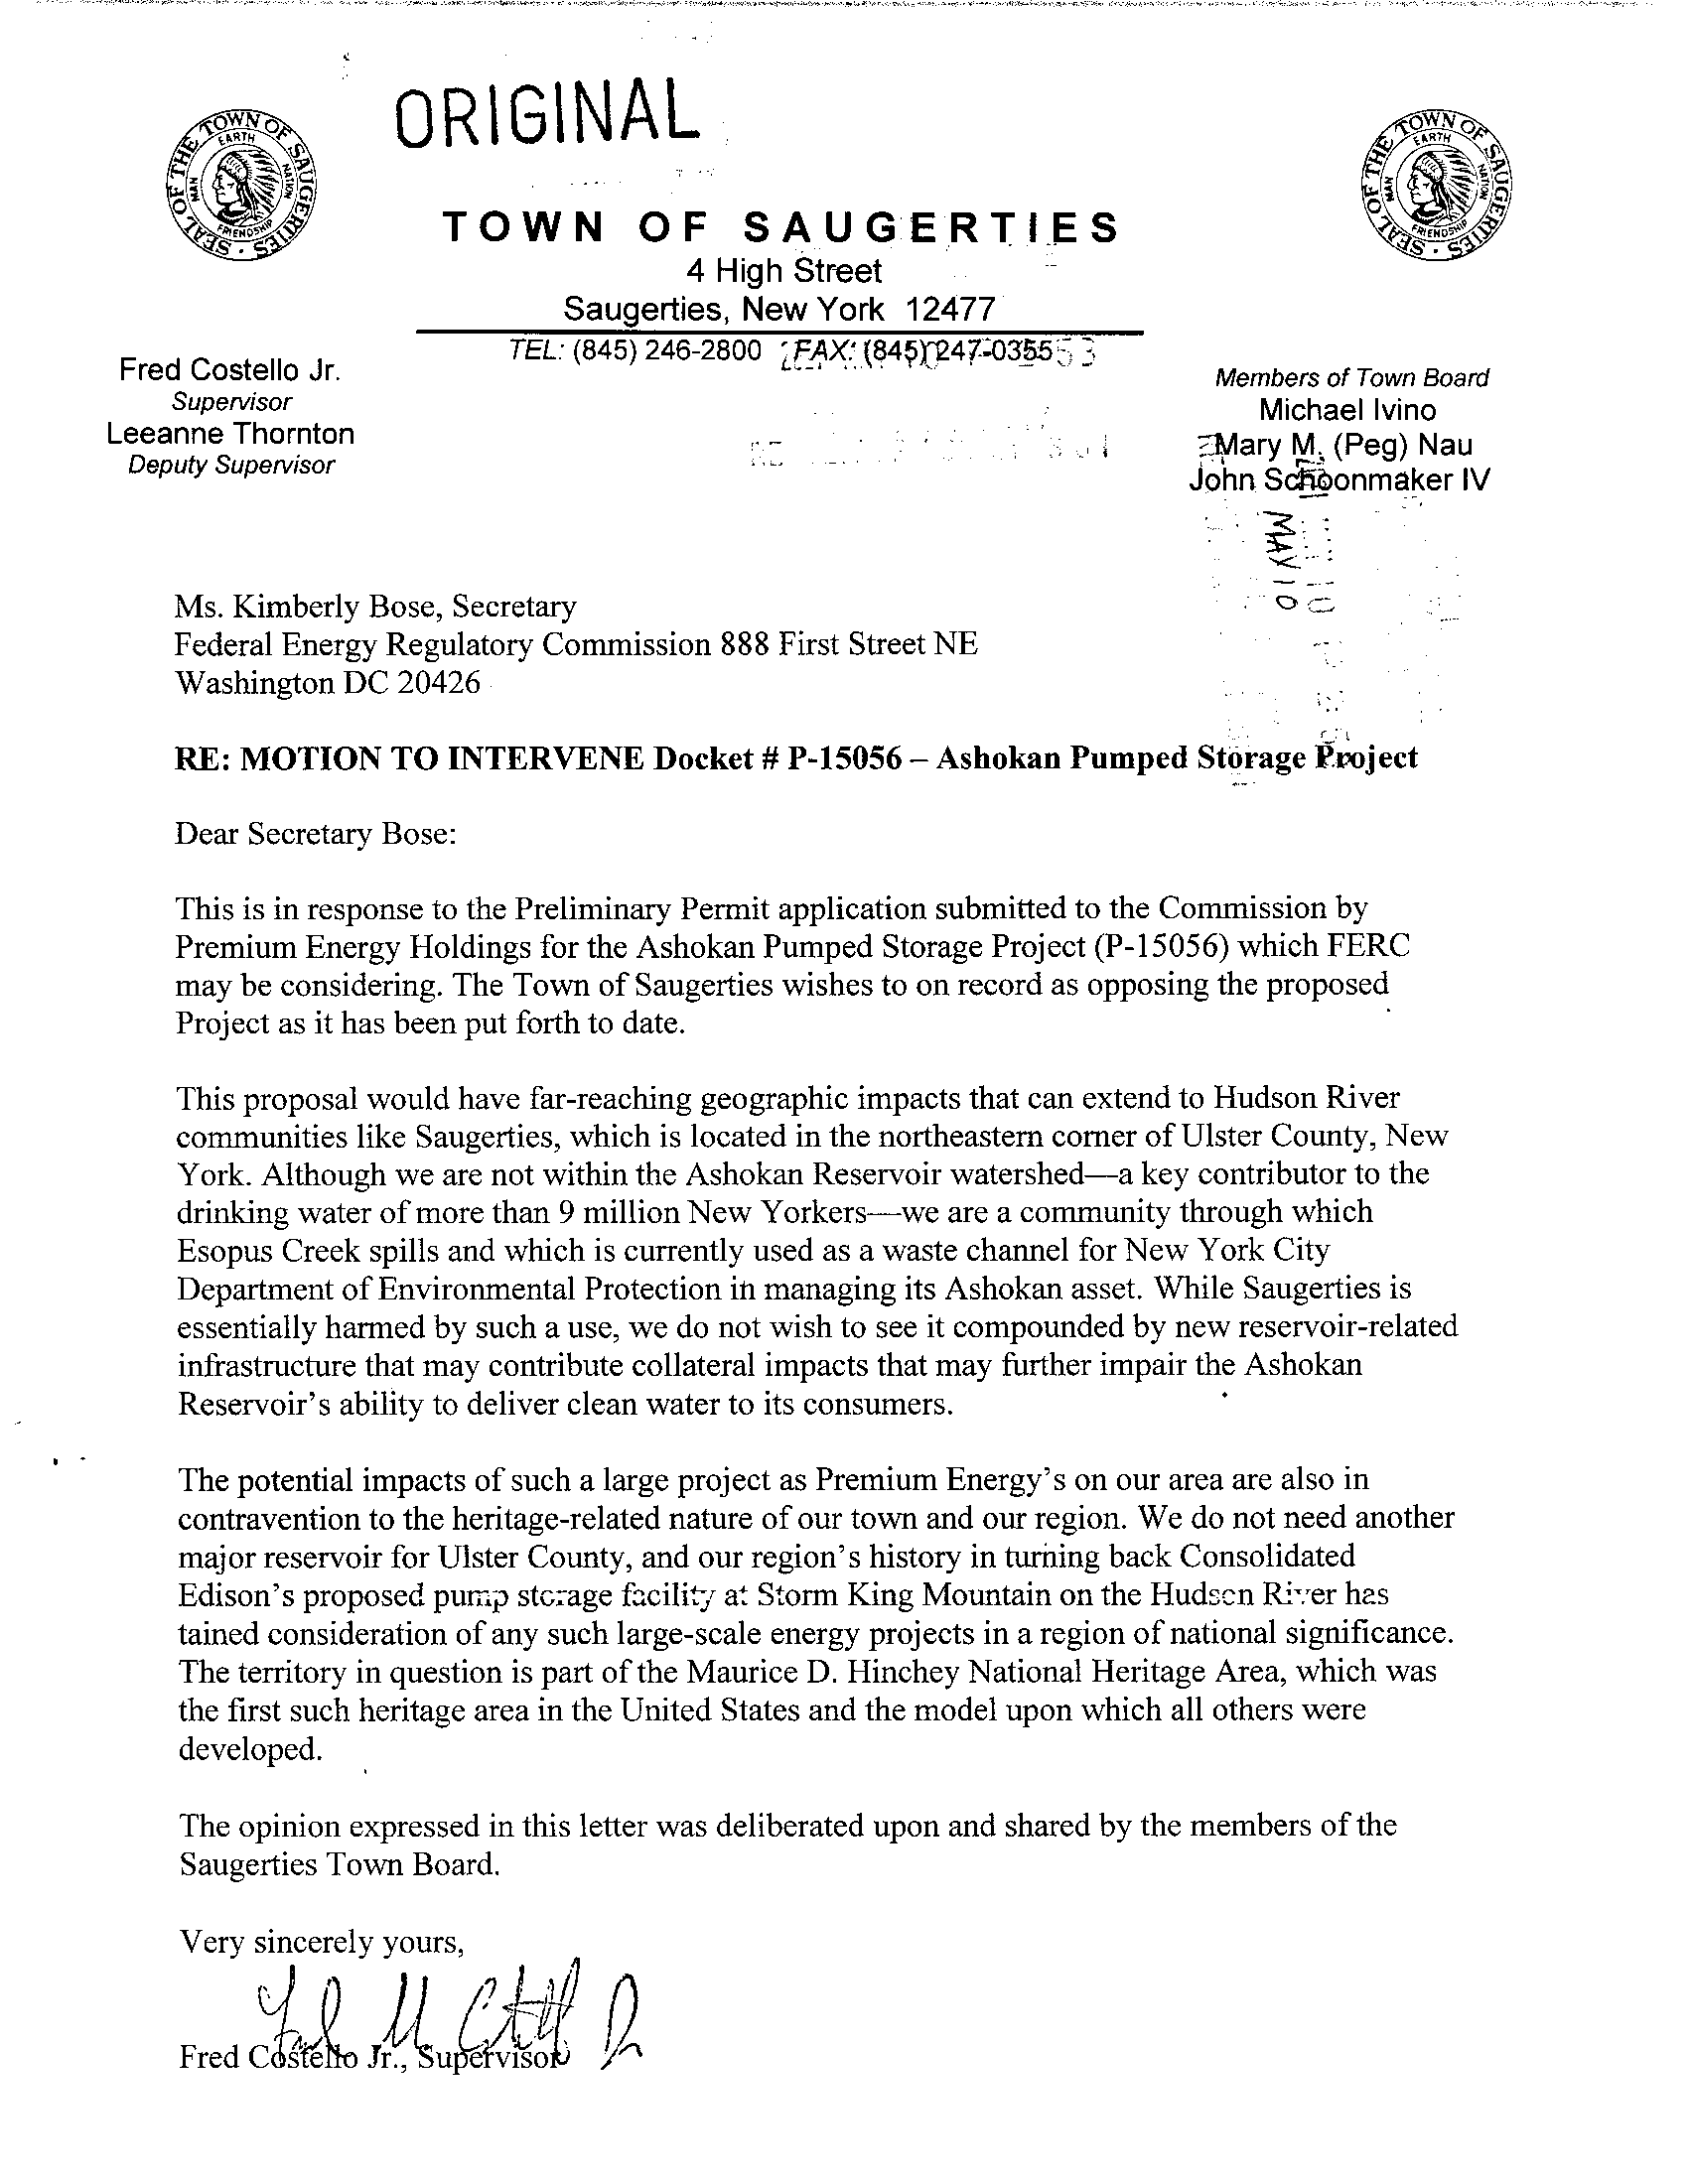 ORIGINAL
SEAL OF THE TOWN OF SAUGERTIES
EARTH
MAN
NATION
FRIENDSHIP
SEAL OF THE TOWN OF SAUGERTIES
EARTH
MAN
NATION
FRIENDSHIP
TOWN OF SAUGERTIES
4 High Street
Saugerties, New York 12477
TEL: (845) 246-2800 FAX: (845) 247-0355
Fred Costello Jr.
Supervisor
Leeanne Thornton
Deputy Supervisor
Members of Town Board
Michael Ivino
Mary M. (Peg) Nau
John Schoonmaker IV
MAY 10
Ms. Kimberly Bose, Secretary
Federal Energy Regulatory Commission 888 First Street NE
Washington DC 20426
RE: MOTION TO INTERVENE Docket # P-15056 – Ashokan Pumped Storage Project
Dear Secretary Bose:
This is in response to the Preliminary Permit application submitted to the Commission by
Premium Energy Holdings for the Ashokan Pumped Storage Project (P-15056) which FERC
may be considering. The Town of Saugerties wishes to on record as opposing the proposed
Project as it has been put forth to date.
This proposal would have far-reaching geographic impacts that can extend to Hudson River
communities like Saugerties, which is located in the northeastern corner of Ulster County, New
York. Although we are not within the Ashokan Reservoir watershed—a key contributor to the
drinking water of more than 9 million New Yorkers—we are a community through which
Esopus Creek spills and which is currently used as a waste channel for New York City
Department of Environmental Protection in managing its Ashokan asset. While Saugerties is
essentially harmed by such a use, we do not wish to see it compounded by new reservoir-related
infrastructure that may contribute collateral impacts that may further impair the Ashokan
Reservoir's ability to deliver clean water to its consumers.
The potential impacts of such a large project as Premium Energy's on our area are also in
contravention to the heritage-related nature of our town and our region. We do not need another
major reservoir for Ulster County, and our region's history in turning back Consolidated
Edison's proposed pump storage facility at Storm King Mountain on the Hudson River has
tained consideration of any such large-scale energy projects in a region of national significance.
The territory in question is part of the Maurice D. Hinchey National Heritage Area, which was
the first such heritage area in the United States and the model upon which all others were
developed.
The opinion expressed in this letter was deliberated upon and shared by the members of the
Saugerties Town Board.
Very sincerely yours,
Fred Costello Jr., Supervisor